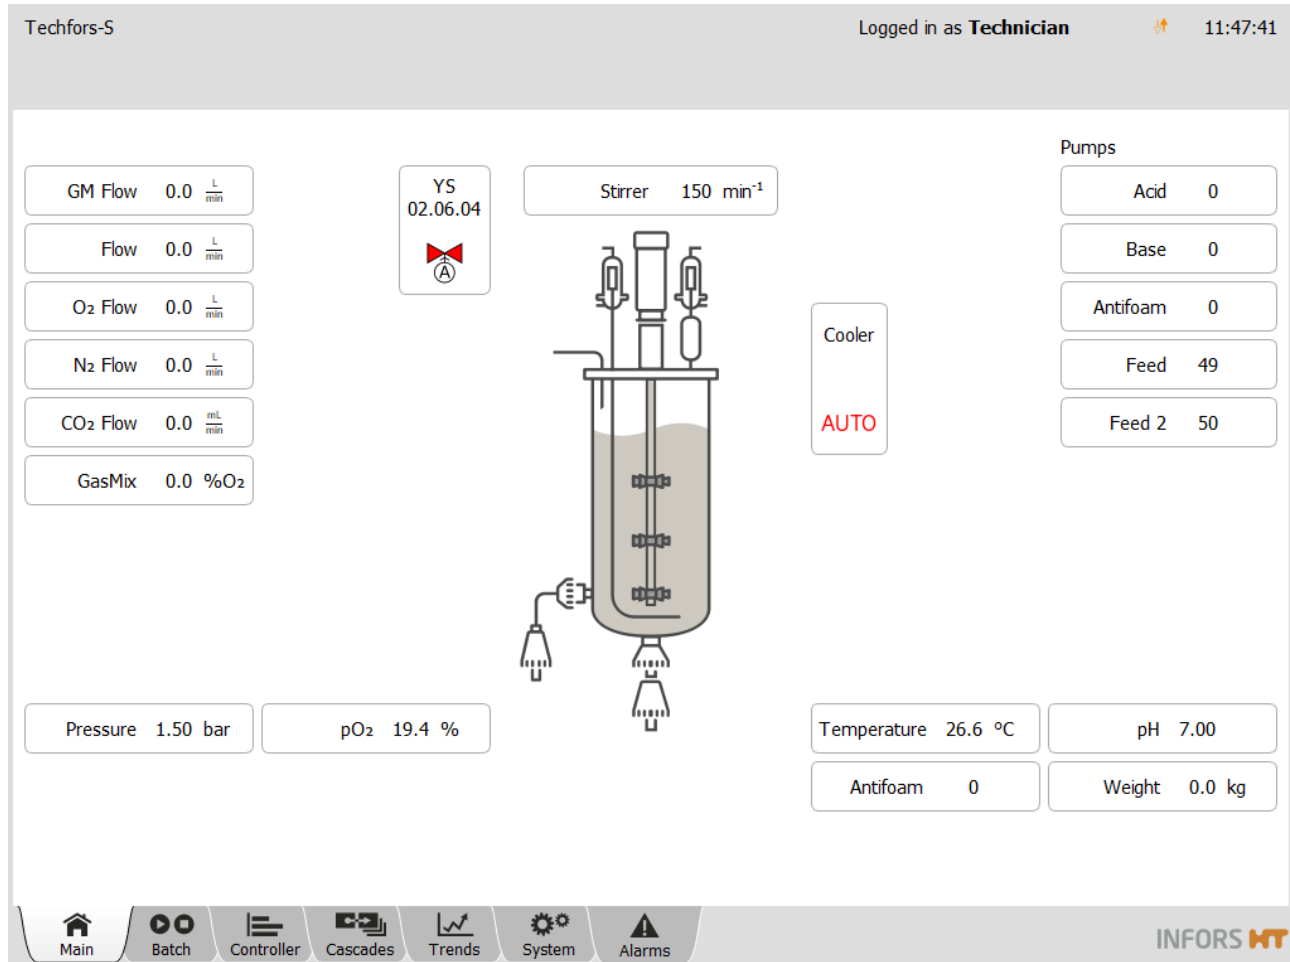 Techfors-S
Logged in as Technician
11:47:41
GM Flow 0.0 L/min
Flow 0.0 L/min
O₂ Flow 0.0 L/min
N₂ Flow 0.0 L/min
CO₂ Flow 0.0 mL/min
GasMix 0.0 %O₂
YS
02.06.04
A
Stirrer 150 min⁻¹
Cooler
AUTO
Pumps
Acid 0
Base 0
Antifoam 0
Feed 49
Feed 2 50
Pressure 1.50 bar
pO₂ 19.4 %
Temperature 26.6 ºC
pH 7.00
Antifoam 0
Weight 0.0 kg
Main
Batch
Controller
Cascades
Trends
System
Alarms
INFORS HT